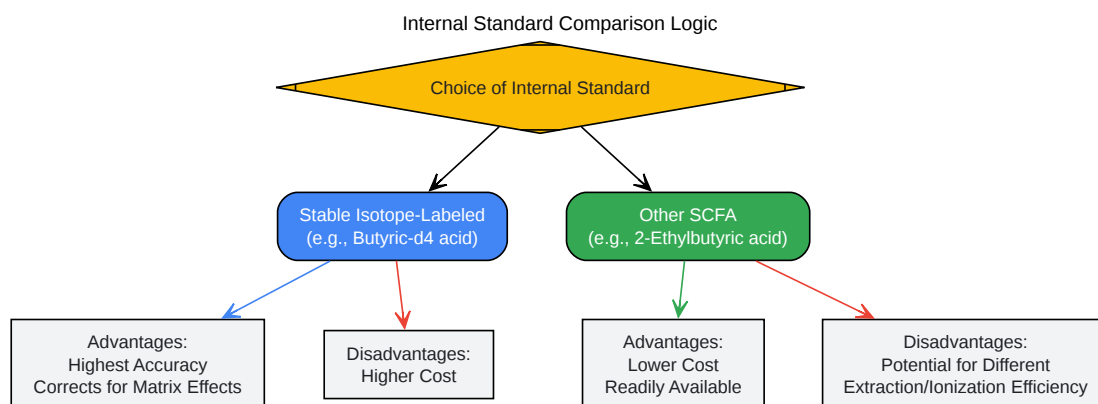 Internal Standard Comparison Logic
Choice of Internal Standard
Stable Isotope-Labeled
(e.g., Butyric-d4 acid)
Other SCFA
(e.g., 2-Ethylbutyric acid)
Advantages:
Highest Accuracy
Corrects for Matrix Effects
Disadvantages:
Higher Cost
Advantages:
Lower Cost
Readily Available
Disadvantages:
Potential for Different
Extraction/Ionization Efficiency